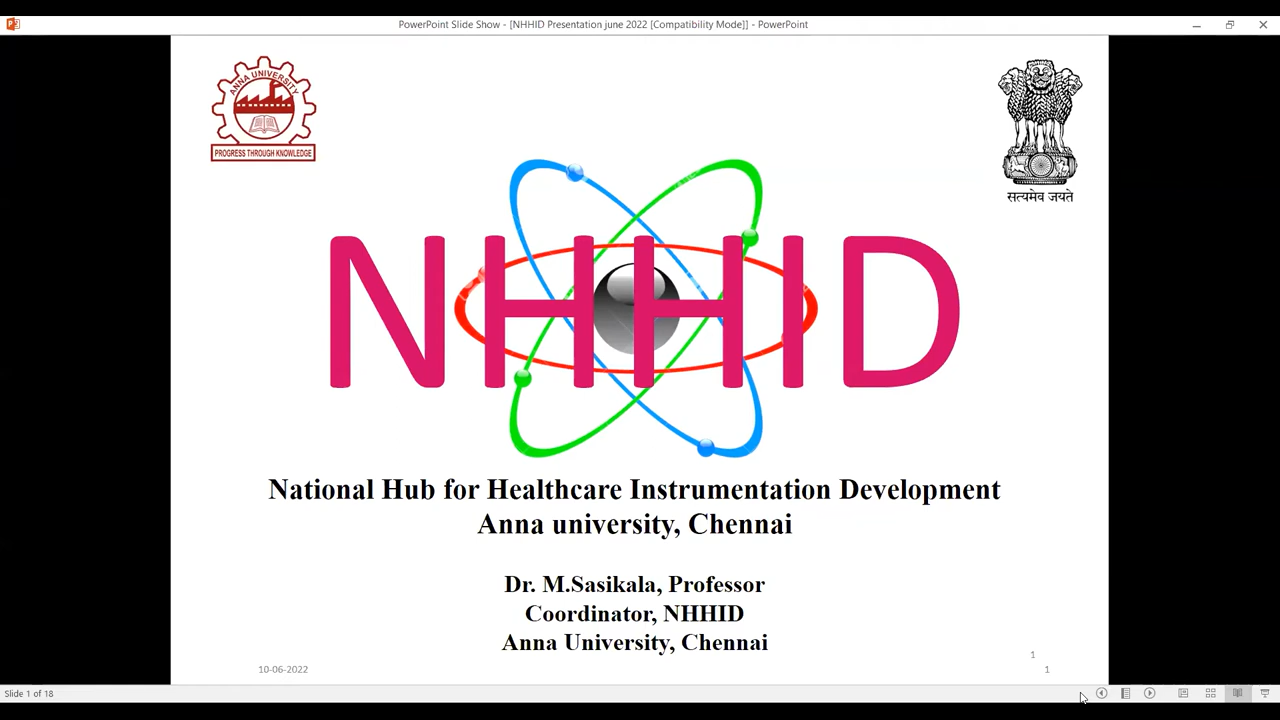 PowerPoint Slide Show - [NHHID Presentation june 2022 [Compatibility Mode]] - PowerPoint
ANNA UNIVERSITY
PROGRESS THROUGH KNOWLEDGE
सत्यमेव जयते
NHHID
National Hub for Healthcare Instrumentation Development
Anna university, Chennai
Dr. M.Sasikala, Professor
Coordinator, NHHID
Anna University, Chennai
1
10-06-2022
1
Slide 1 of 18